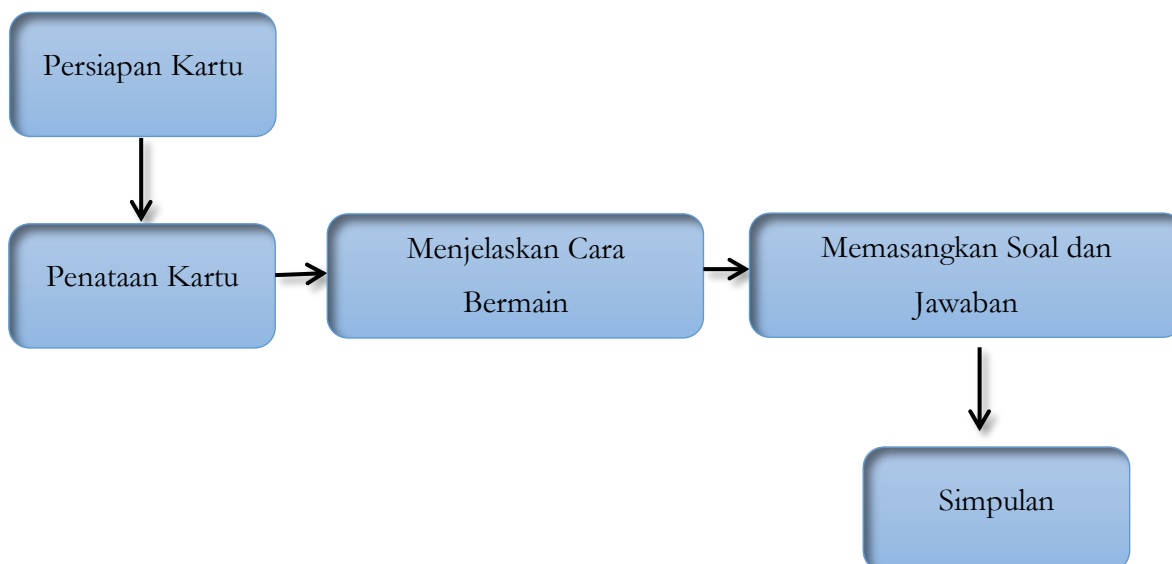 Persiapan Kartu
Penataan Kartu
Menjelaskan Cara
Bermain
Memasangkan Soal dan
Jawaban
Simpulan